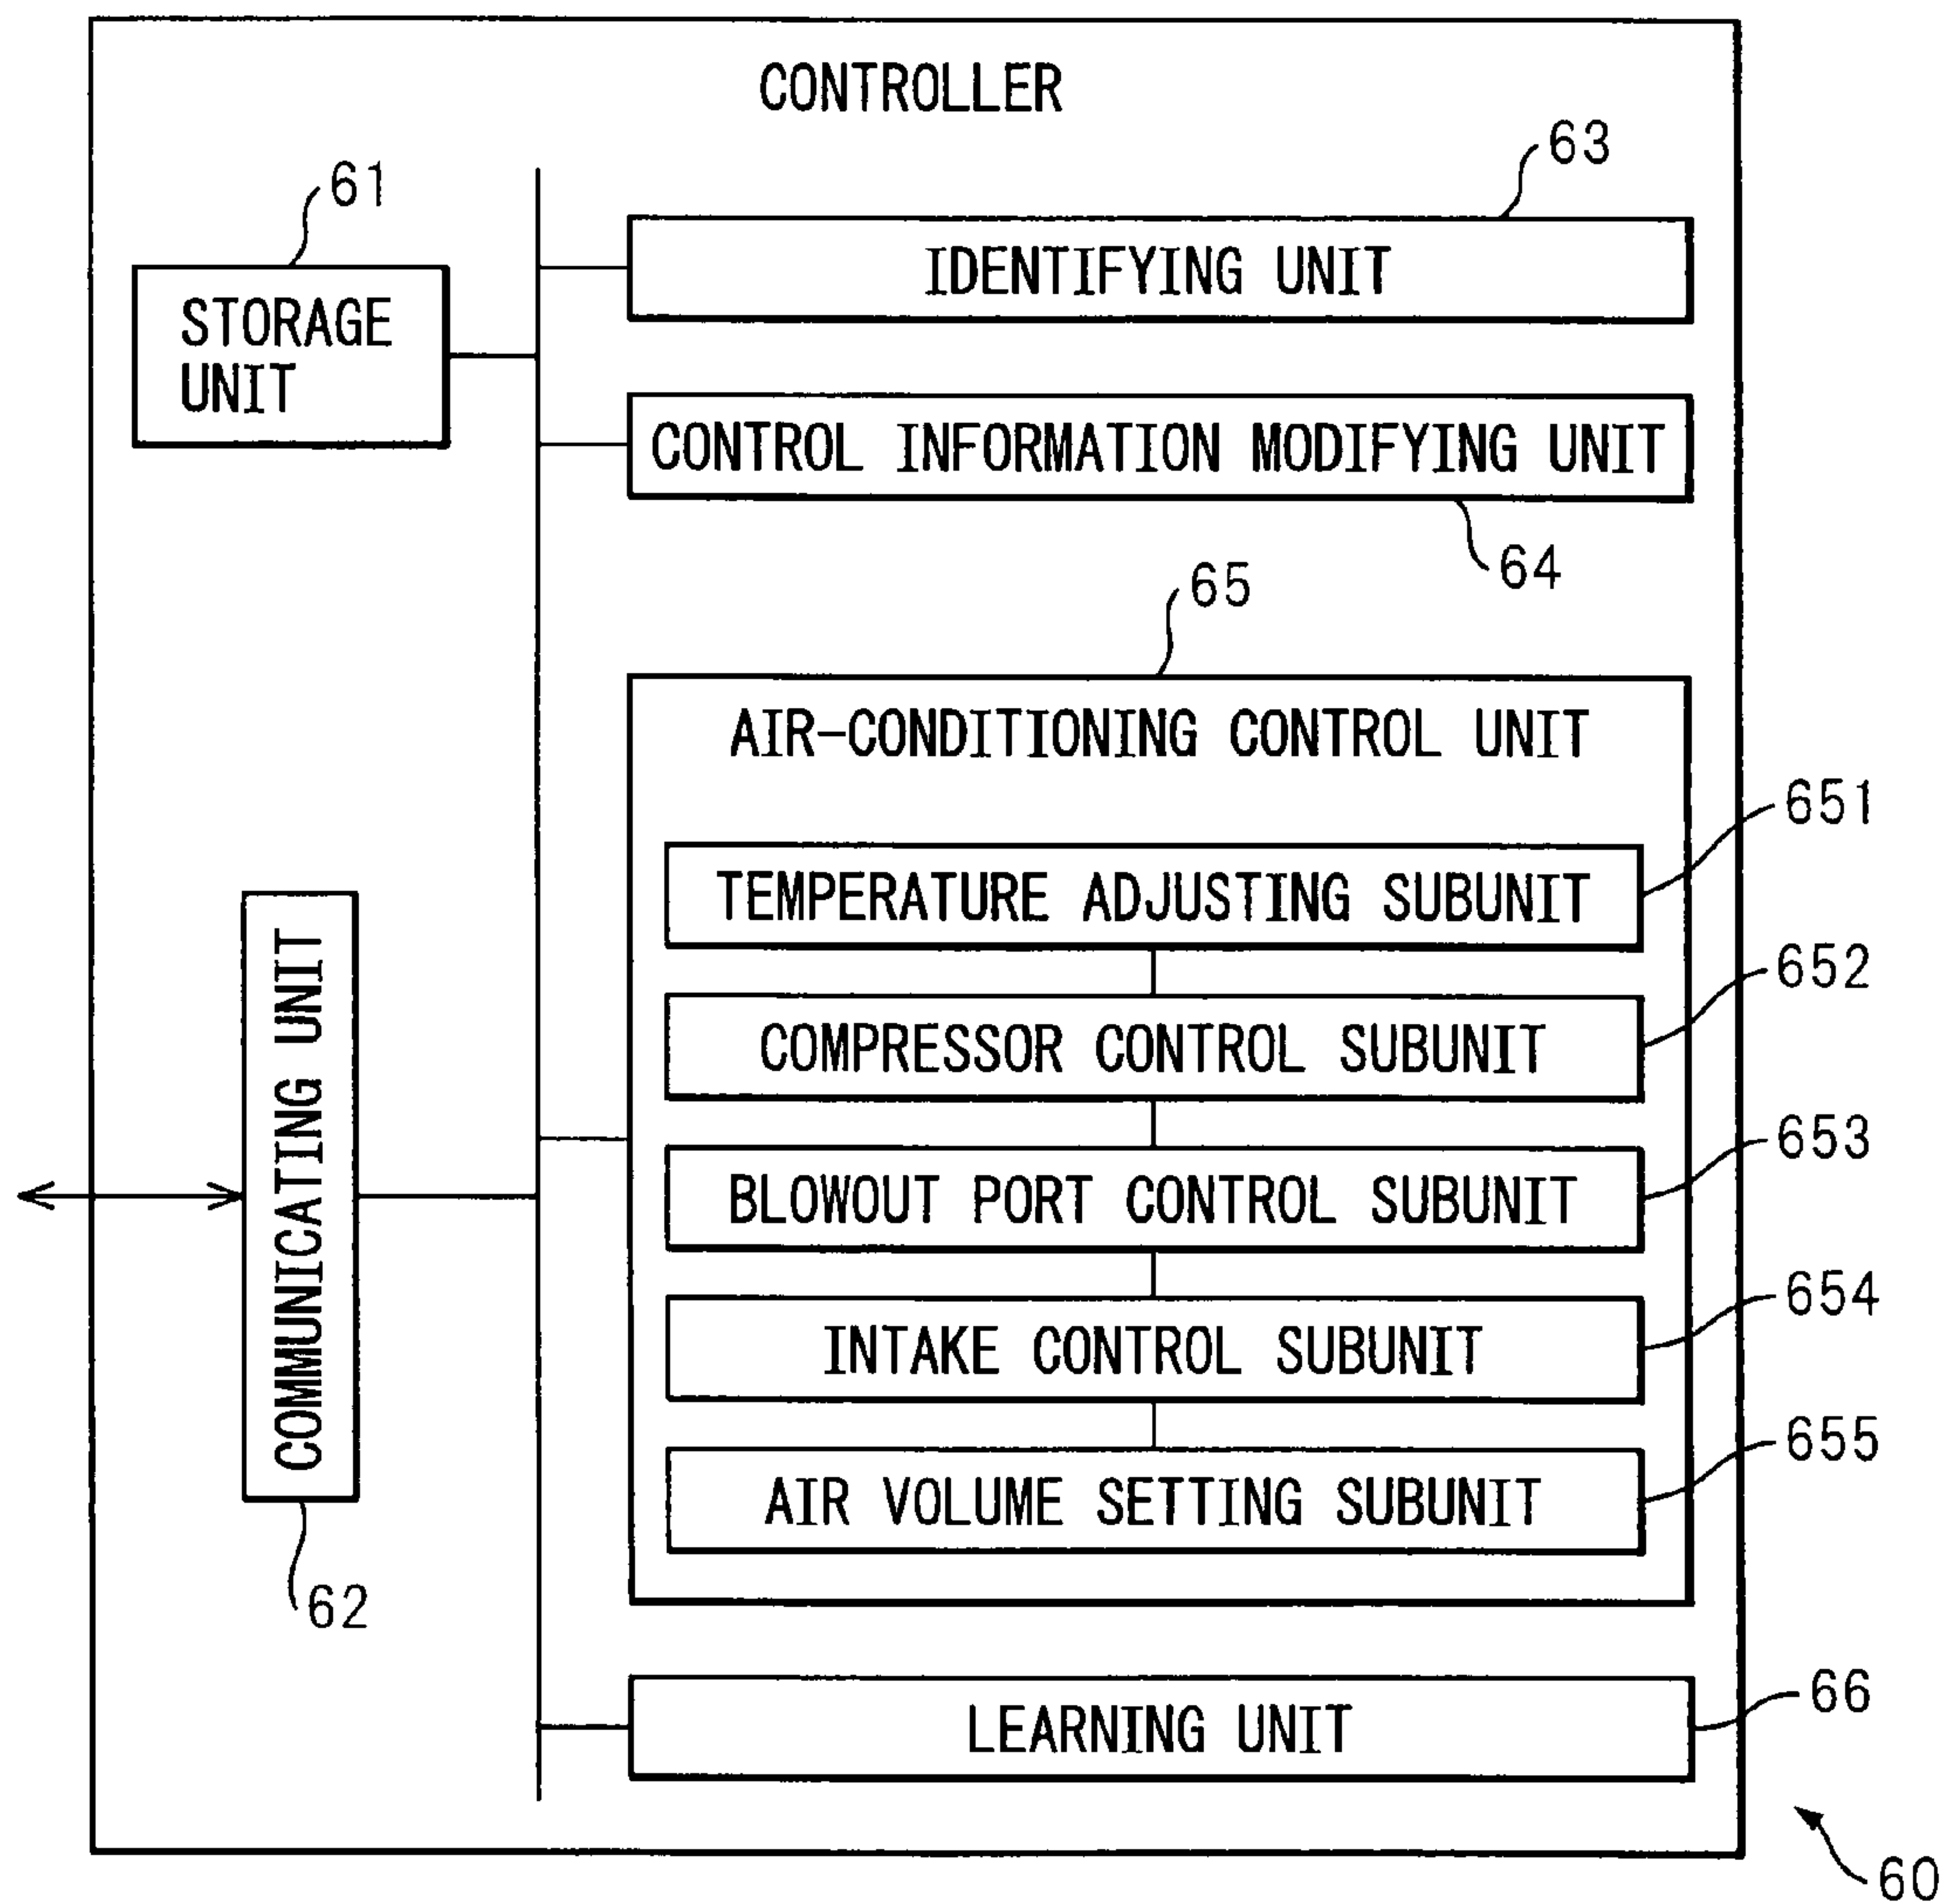 CONTROLLER
61
63
STORAGE
UNIT
IDENTIFYING UNIT
CONTROL INFORMATION MODIFYING UNIT
64
65
AIR-CONDITIONING CONTROL UNIT
651
TEMPERATURE ADJUSTING SUBUNIT
652
COMPRESSOR CONTROL SUBUNIT
653
BLOWOUT PORT CONTROL SUBUNIT
654
INTAKE CONTROL SUBUNIT
655
AIR VOLUME SETTING SUBUNIT
COMMUNICATING UNIT
62
66
LEARNING UNIT
60